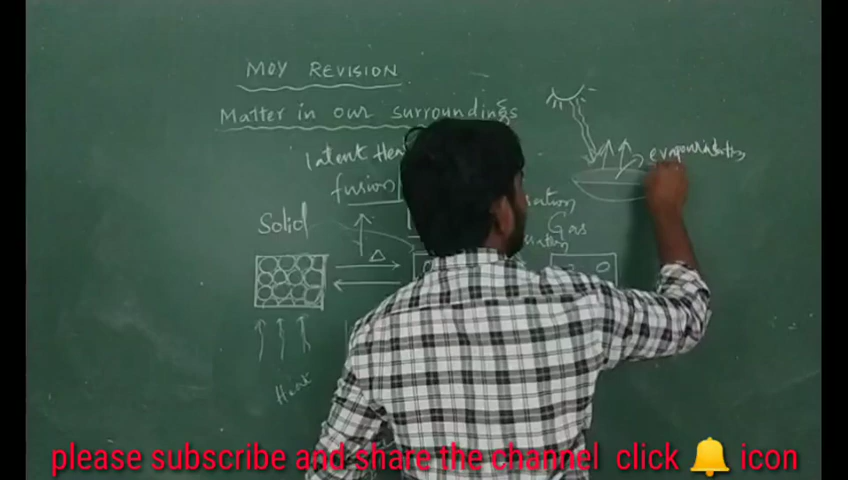 MOY REVISION
Matter in our surroundings
latent Hea
fusion
Solid
Gas
Δ
Heat
please subscribe and share the channel click 🔔 icon